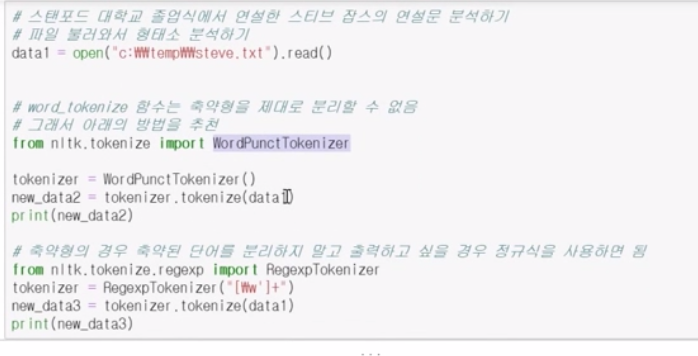 # 스탠포드 대학교 졸업식에서 연설한 스티브 잡스의 연설문 분석하기
# 파일 불러와서 형태소 분석하기
data1 = open("c:₩₩temp₩₩steve.txt").read()
# word_tokenize 함수는 축약형을 제대로 분리할 수 없음
# 그래서 아래의 방법을 추천
from nltk.tokenize import WordPunctTokenizer
tokenizer = WordPunctTokenizer()
new_data2 = tokenizer.tokenize(data1)
print(new_data2)
# 축약형의 경우 축약된 단어를 분리하지 말고 출력하고 싶을 경우 정규식을 사용하면 됨
from nltk.tokenize.regexp import RegexpTokenizer
tokenizer = RegexpTokenizer("[₩w']+")
new_data3 = tokenizer.tokenize(data1)
print(new_data3)
...